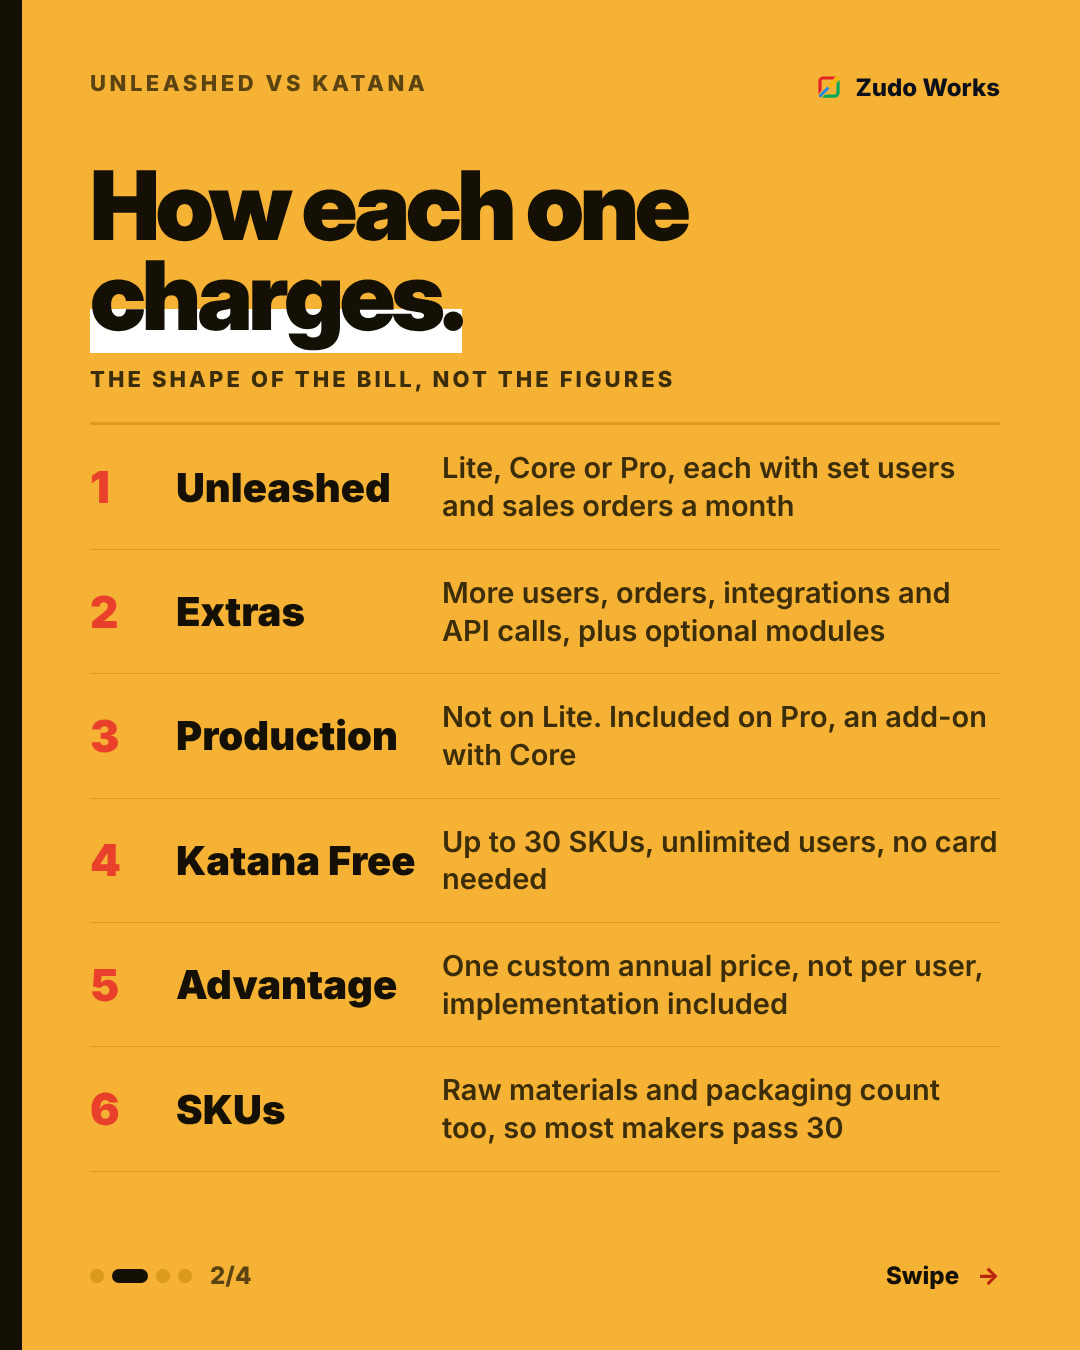 UNLEASHED VS KATANA
Zudo Works
How each one
charges.
THE SHAPE OF THE BILL, NOT THE FIGURES
1 Unleashed Lite, Core or Pro, each with set users
and sales orders a month
2 Extras More users, orders, integrations and
API calls, plus optional modules
3 Production Not on Lite. Included on Pro, an add-on
with Core
4 Katana Free Up to 30 SKUs, unlimited users, no card
needed
5 Advantage One custom annual price, not per user,
implementation included
6 SKUs Raw materials and packaging count
too, so most makers pass 30
2/4
Swipe →